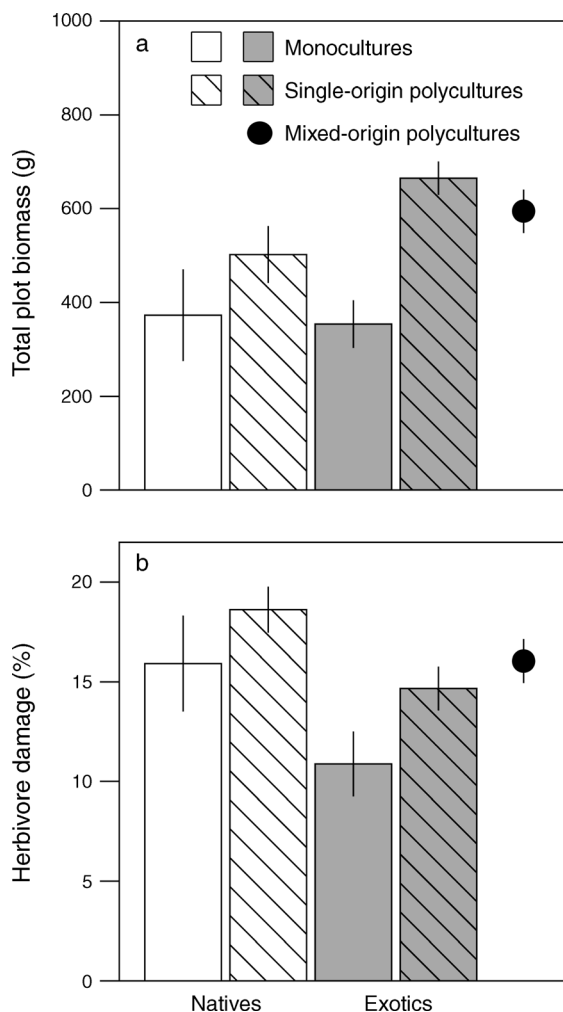 1000
a
Monocultures
800
Single-origin polycultures
Mixed-origin polycultures
600
400
200
0
Total plot biomass (g)
b
20
15
10
5
0
Herbivore damage (%)
Natives Exotics